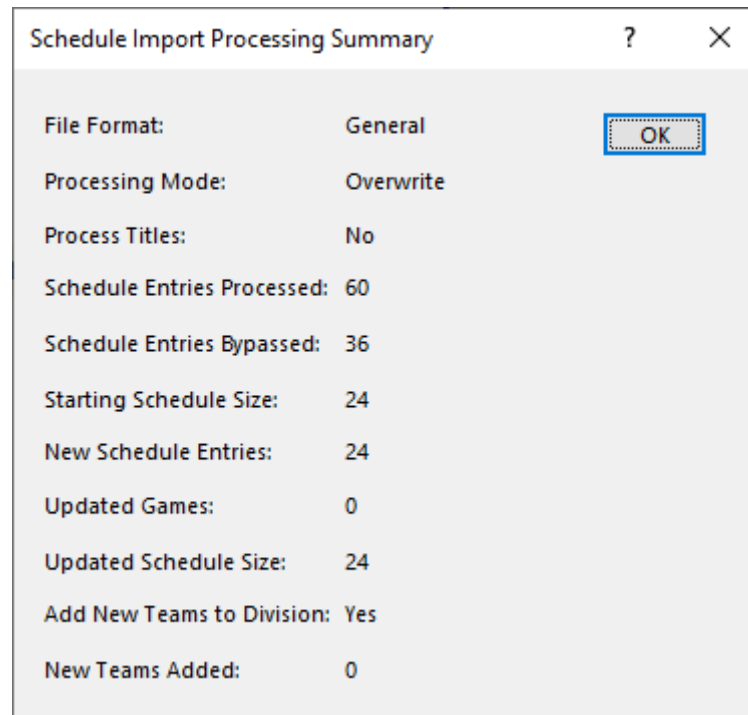 Schedule Import Processing Summary ?
File Format: General OK
Processing Mode: Overwrite
Process Titles: No
Schedule Entries Processed: 60
Schedule Entries Bypassed: 36
Starting Schedule Size: 24
New Schedule Entries: 24
Updated Games: 0
Updated Schedule Size: 24
Add New Teams to Division: Yes
New Teams Added: 0